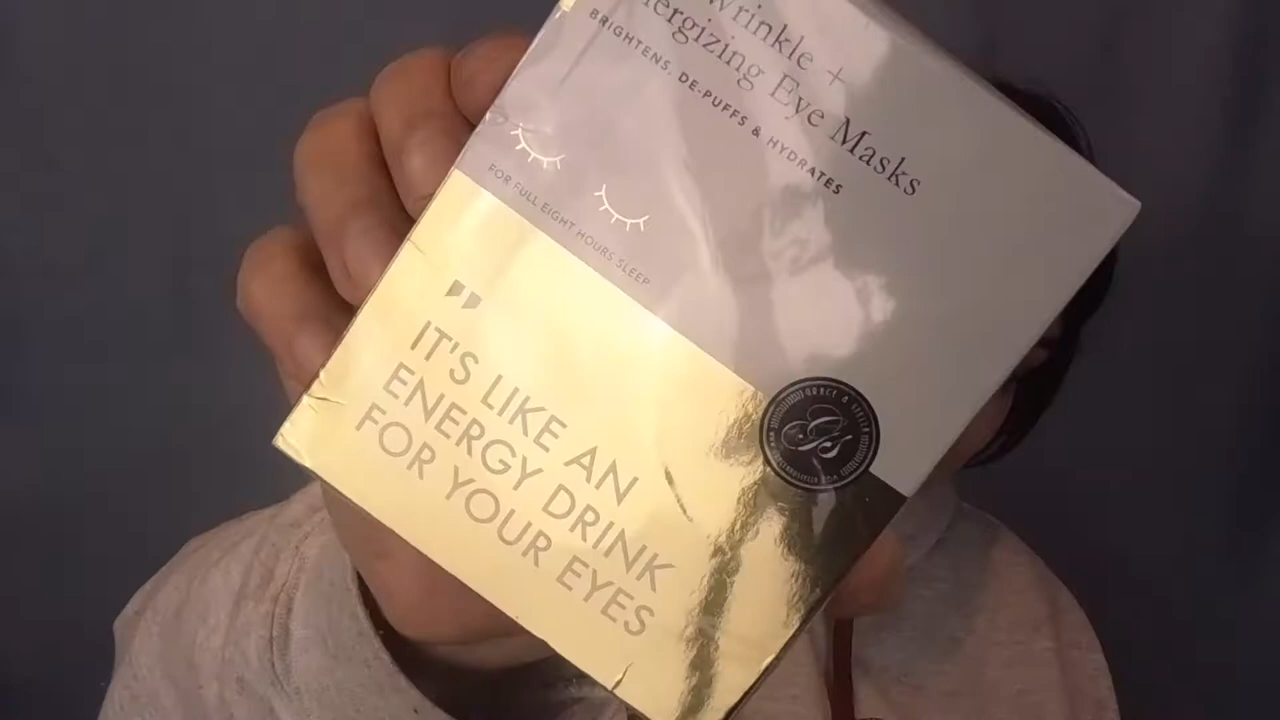 Wrinkle +
ergizing Eye Masks
BRIGHTENS, DE-PUFFS & HYDRATES
FOR FULL EIGHT HOURS SLEEP
"
IT'S LIKE AN
ENERGY DRINK
FOR YOUR EYES
GS